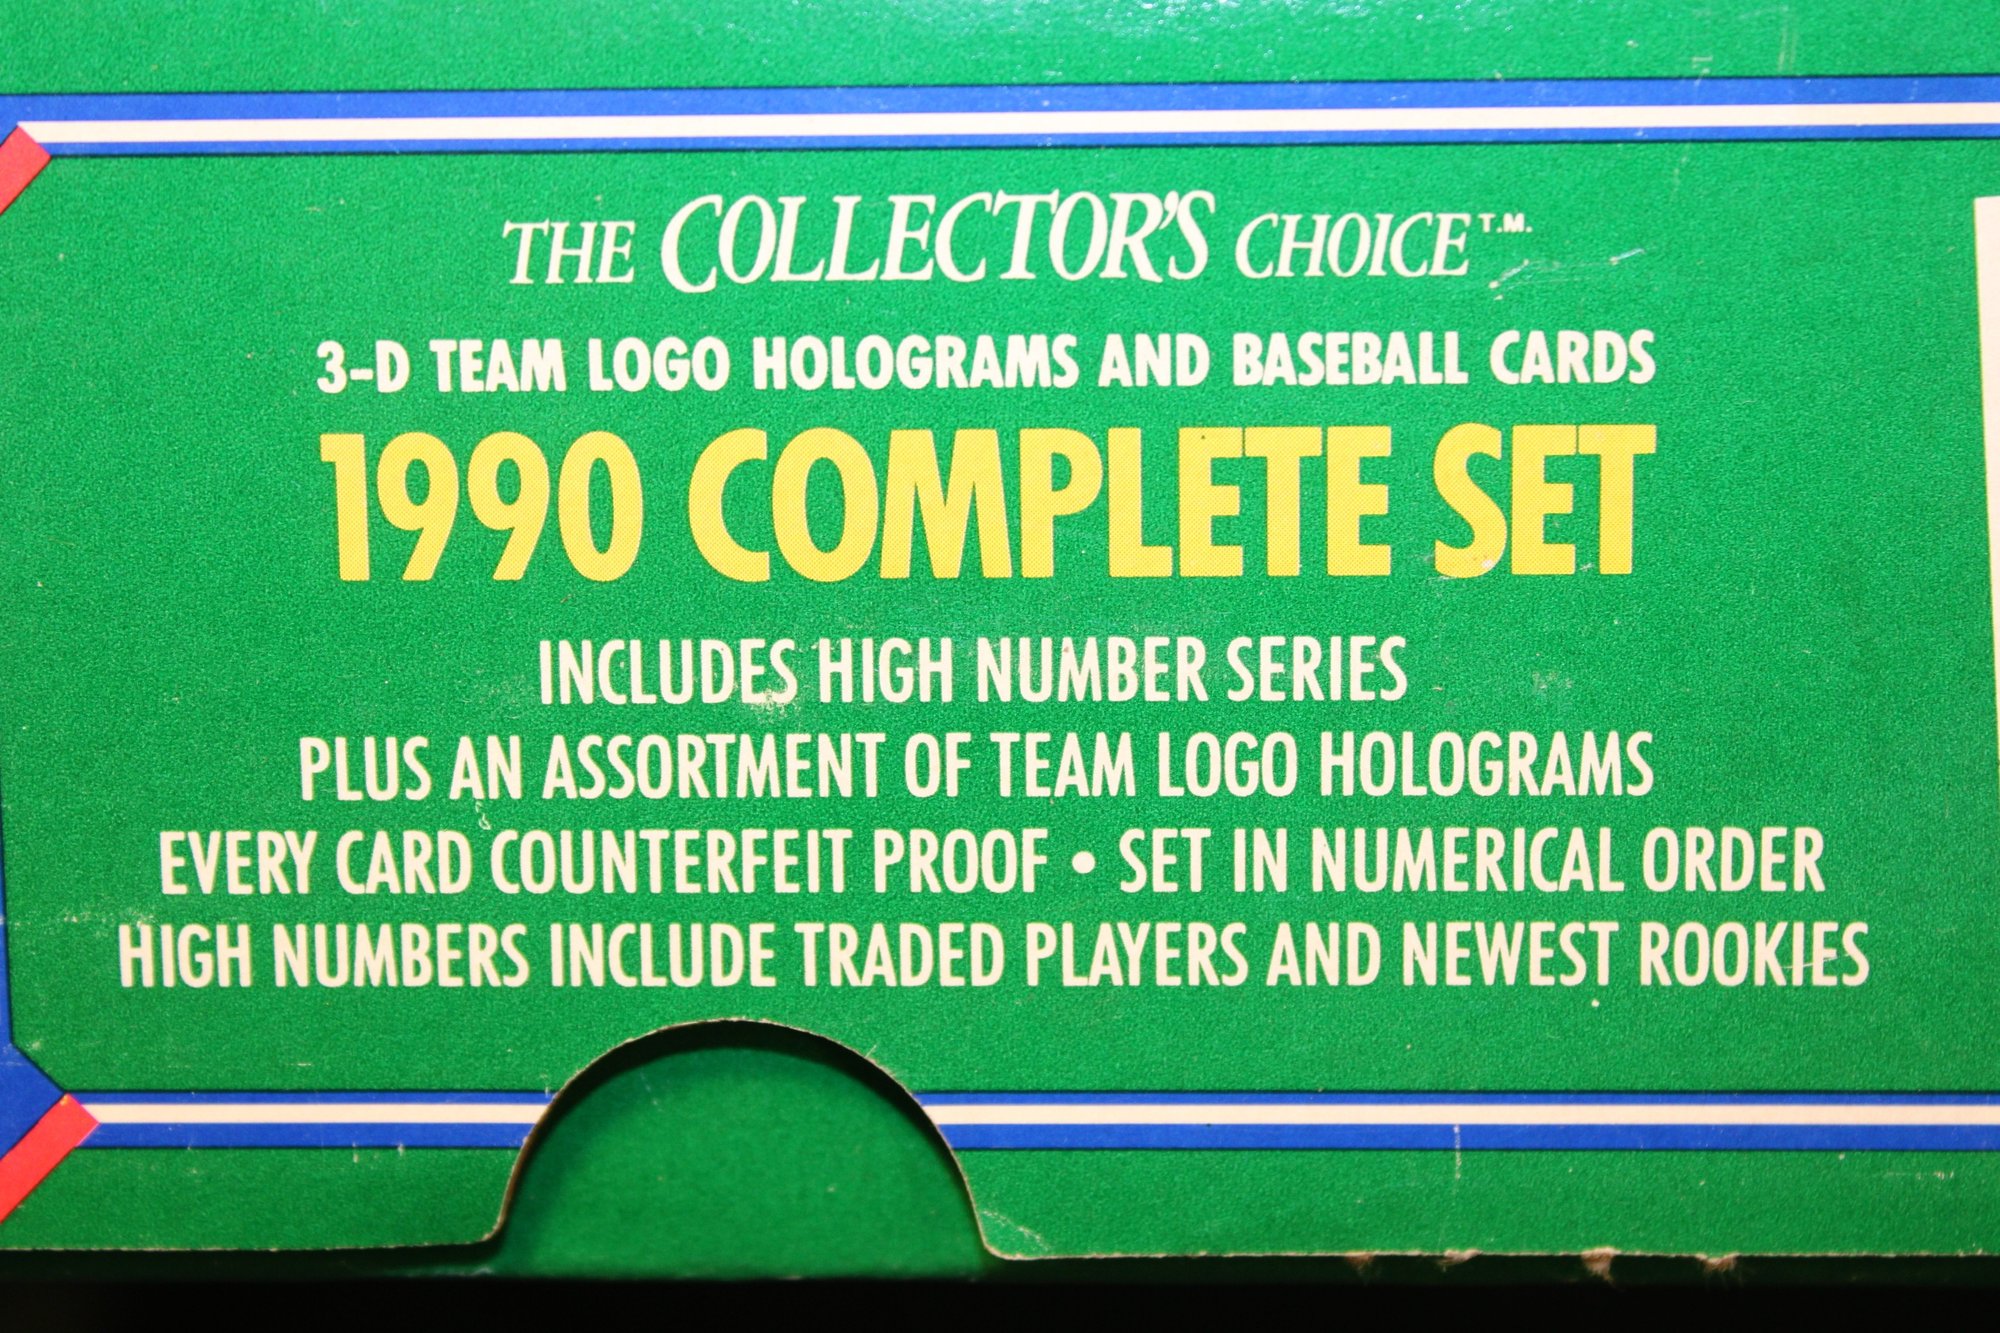 THE COLLECTOR'S CHOICE T.M.
3-D TEAM LOGO HOLOGRAMS AND BASEBALL CARDS
1990 COMPLETE SET
INCLUDES HIGH NUMBER SERIES
PLUS AN ASSORTMENT OF TEAM LOGO HOLOGRAMS
EVERY CARD COUNTERFEIT PROOF • SET IN NUMERICAL ORDER
HIGH NUMBERS INCLUDE TRADED PLAYERS AND NEWEST ROOKIES